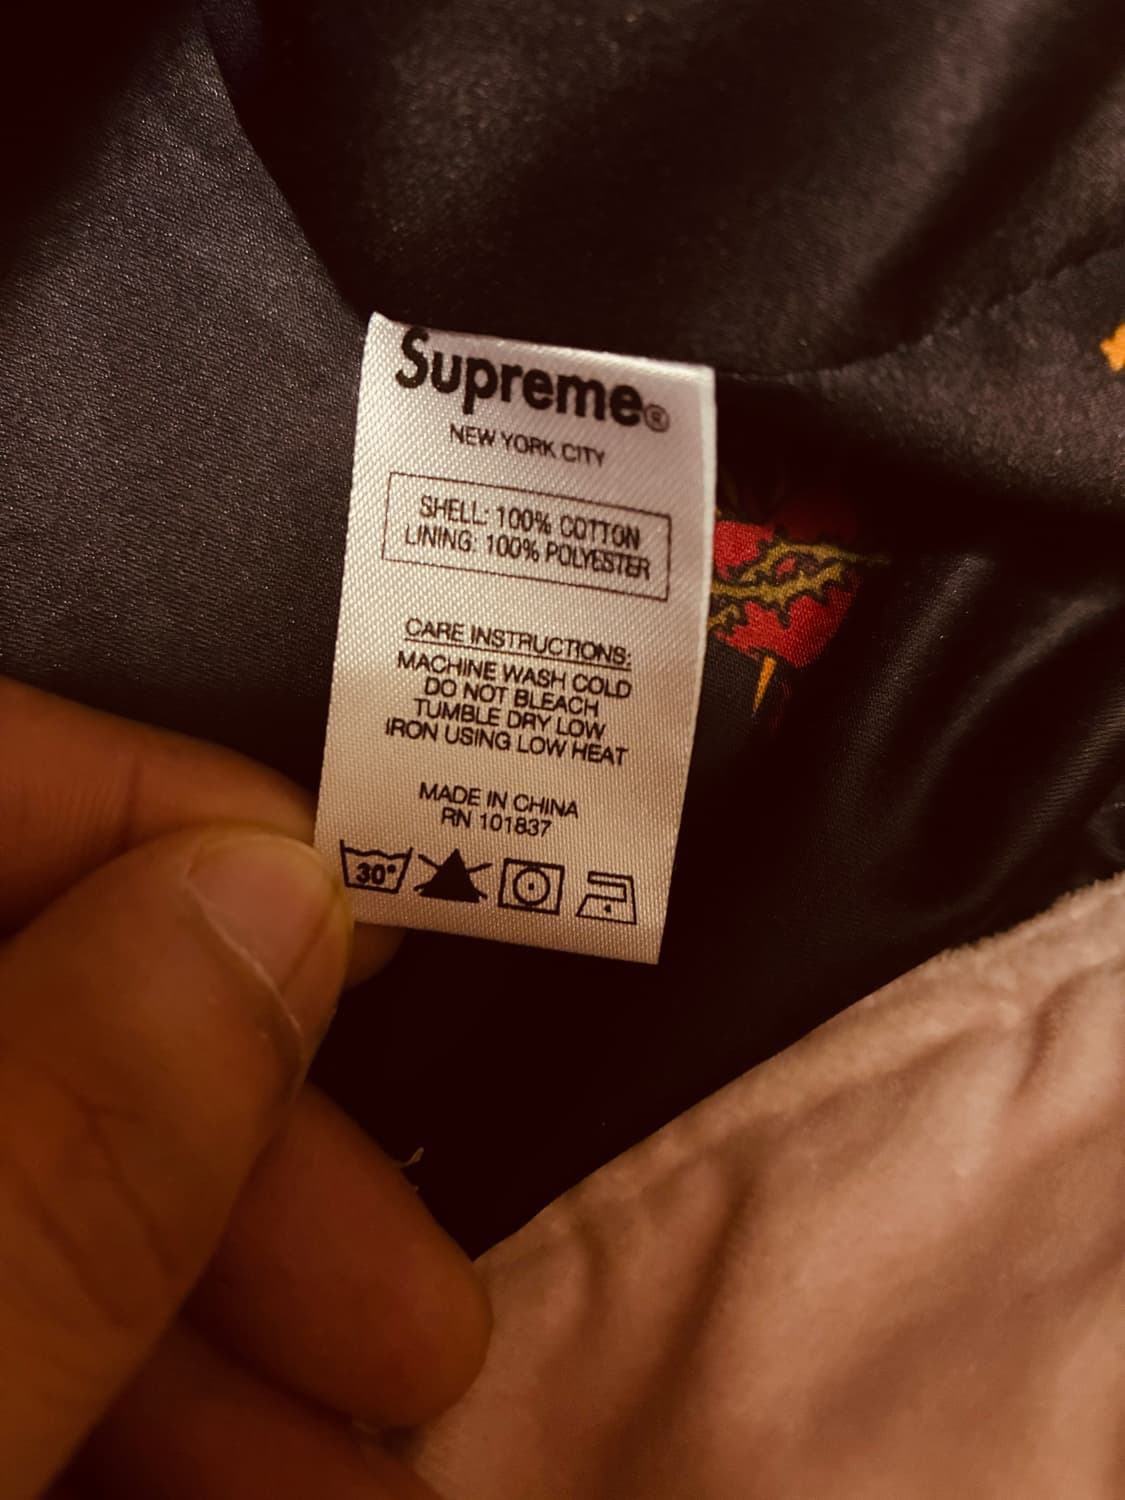 Supreme®
NEW YORK CITY
SHELL: 100% COTTON
LINING: 100% POLYESTER
CARE INSTRUCTIONS:
MACHINE WASH COLD
DO NOT BLEACH
TUMBLE DRY LOW
IRON USING LOW HEAT
MADE IN CHINA
RN 101837
30°